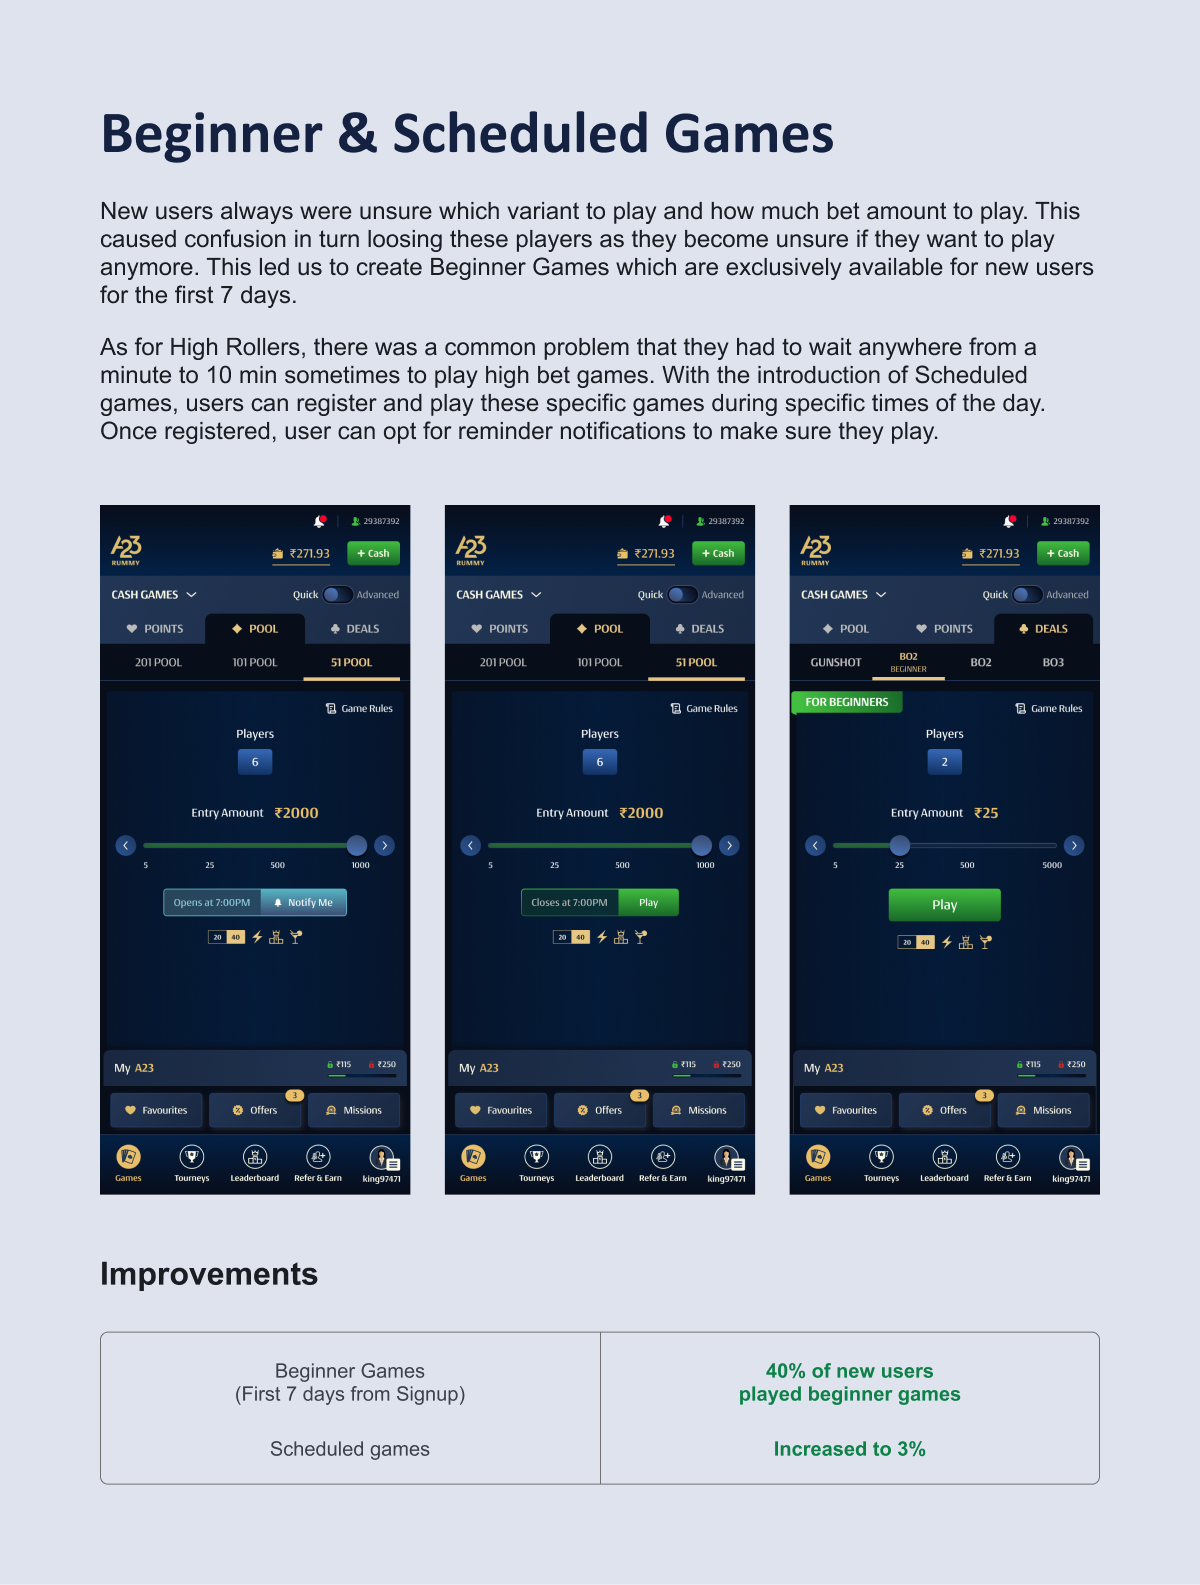 Beginner & Scheduled Games
New users always were unsure which variant to play and how much bet amount to play. This
caused confusion in turn loosing these players as they become unsure if they want to play
anymore. This led us to create Beginner Games which are exclusively available for new users
for the first 7 days.
As for High Rollers, there was a common problem that they had to wait anywhere from a
minute to 10 min sometimes to play high bet games. With the introduction of Scheduled
games, users can register and play these specific games during specific times of the day.
Once registered, user can opt for reminder notifications to make sure they play.
29387392
A23
RUMMY
₹271.93
+ Cash
CASH GAMES
Quick
Advanced
POINTS
POOL
DEALS
201 POOL
101 POOL
51 POOL
Game Rules
Players
6
Entry Amount ₹2000
5
25
500
1000
Opens at 7:00PM
Notify Me
20 40
My A23
₹115
₹250
Favourites
Offers
3
Missions
Games
Tourneys
Leaderboard
Refer & Earn
king97471
29387392
A23
RUMMY
₹271.93
+ Cash
CASH GAMES
Quick
Advanced
POINTS
POOL
DEALS
201 POOL
101 POOL
51 POOL
Game Rules
Players
6
Entry Amount ₹2000
5
25
500
1000
Closes at 7:00PM
Play
20 40
My A23
₹115
₹250
Favourites
Offers
3
Missions
Games
Tourneys
Leaderboard
Refer & Earn
king97471
29387392
A23
RUMMY
₹271.93
+ Cash
CASH GAMES
Quick
Advanced
POOL
POINTS
DEALS
GUNSHOT
BO2
BEGINNER
BO2
BO3
FOR BEGINNERS
Game Rules
Players
2
Entry Amount ₹25
5
25
500
5000
Play
20 40
My A23
₹115
₹250
Favourites
Offers
3
Missions
Games
Tourneys
Leaderboard
Refer & Earn
king97471
Improvements
Beginner Games
(First 7 days from Signup)
40% of new users
played beginner games
Scheduled games
Increased to 3%